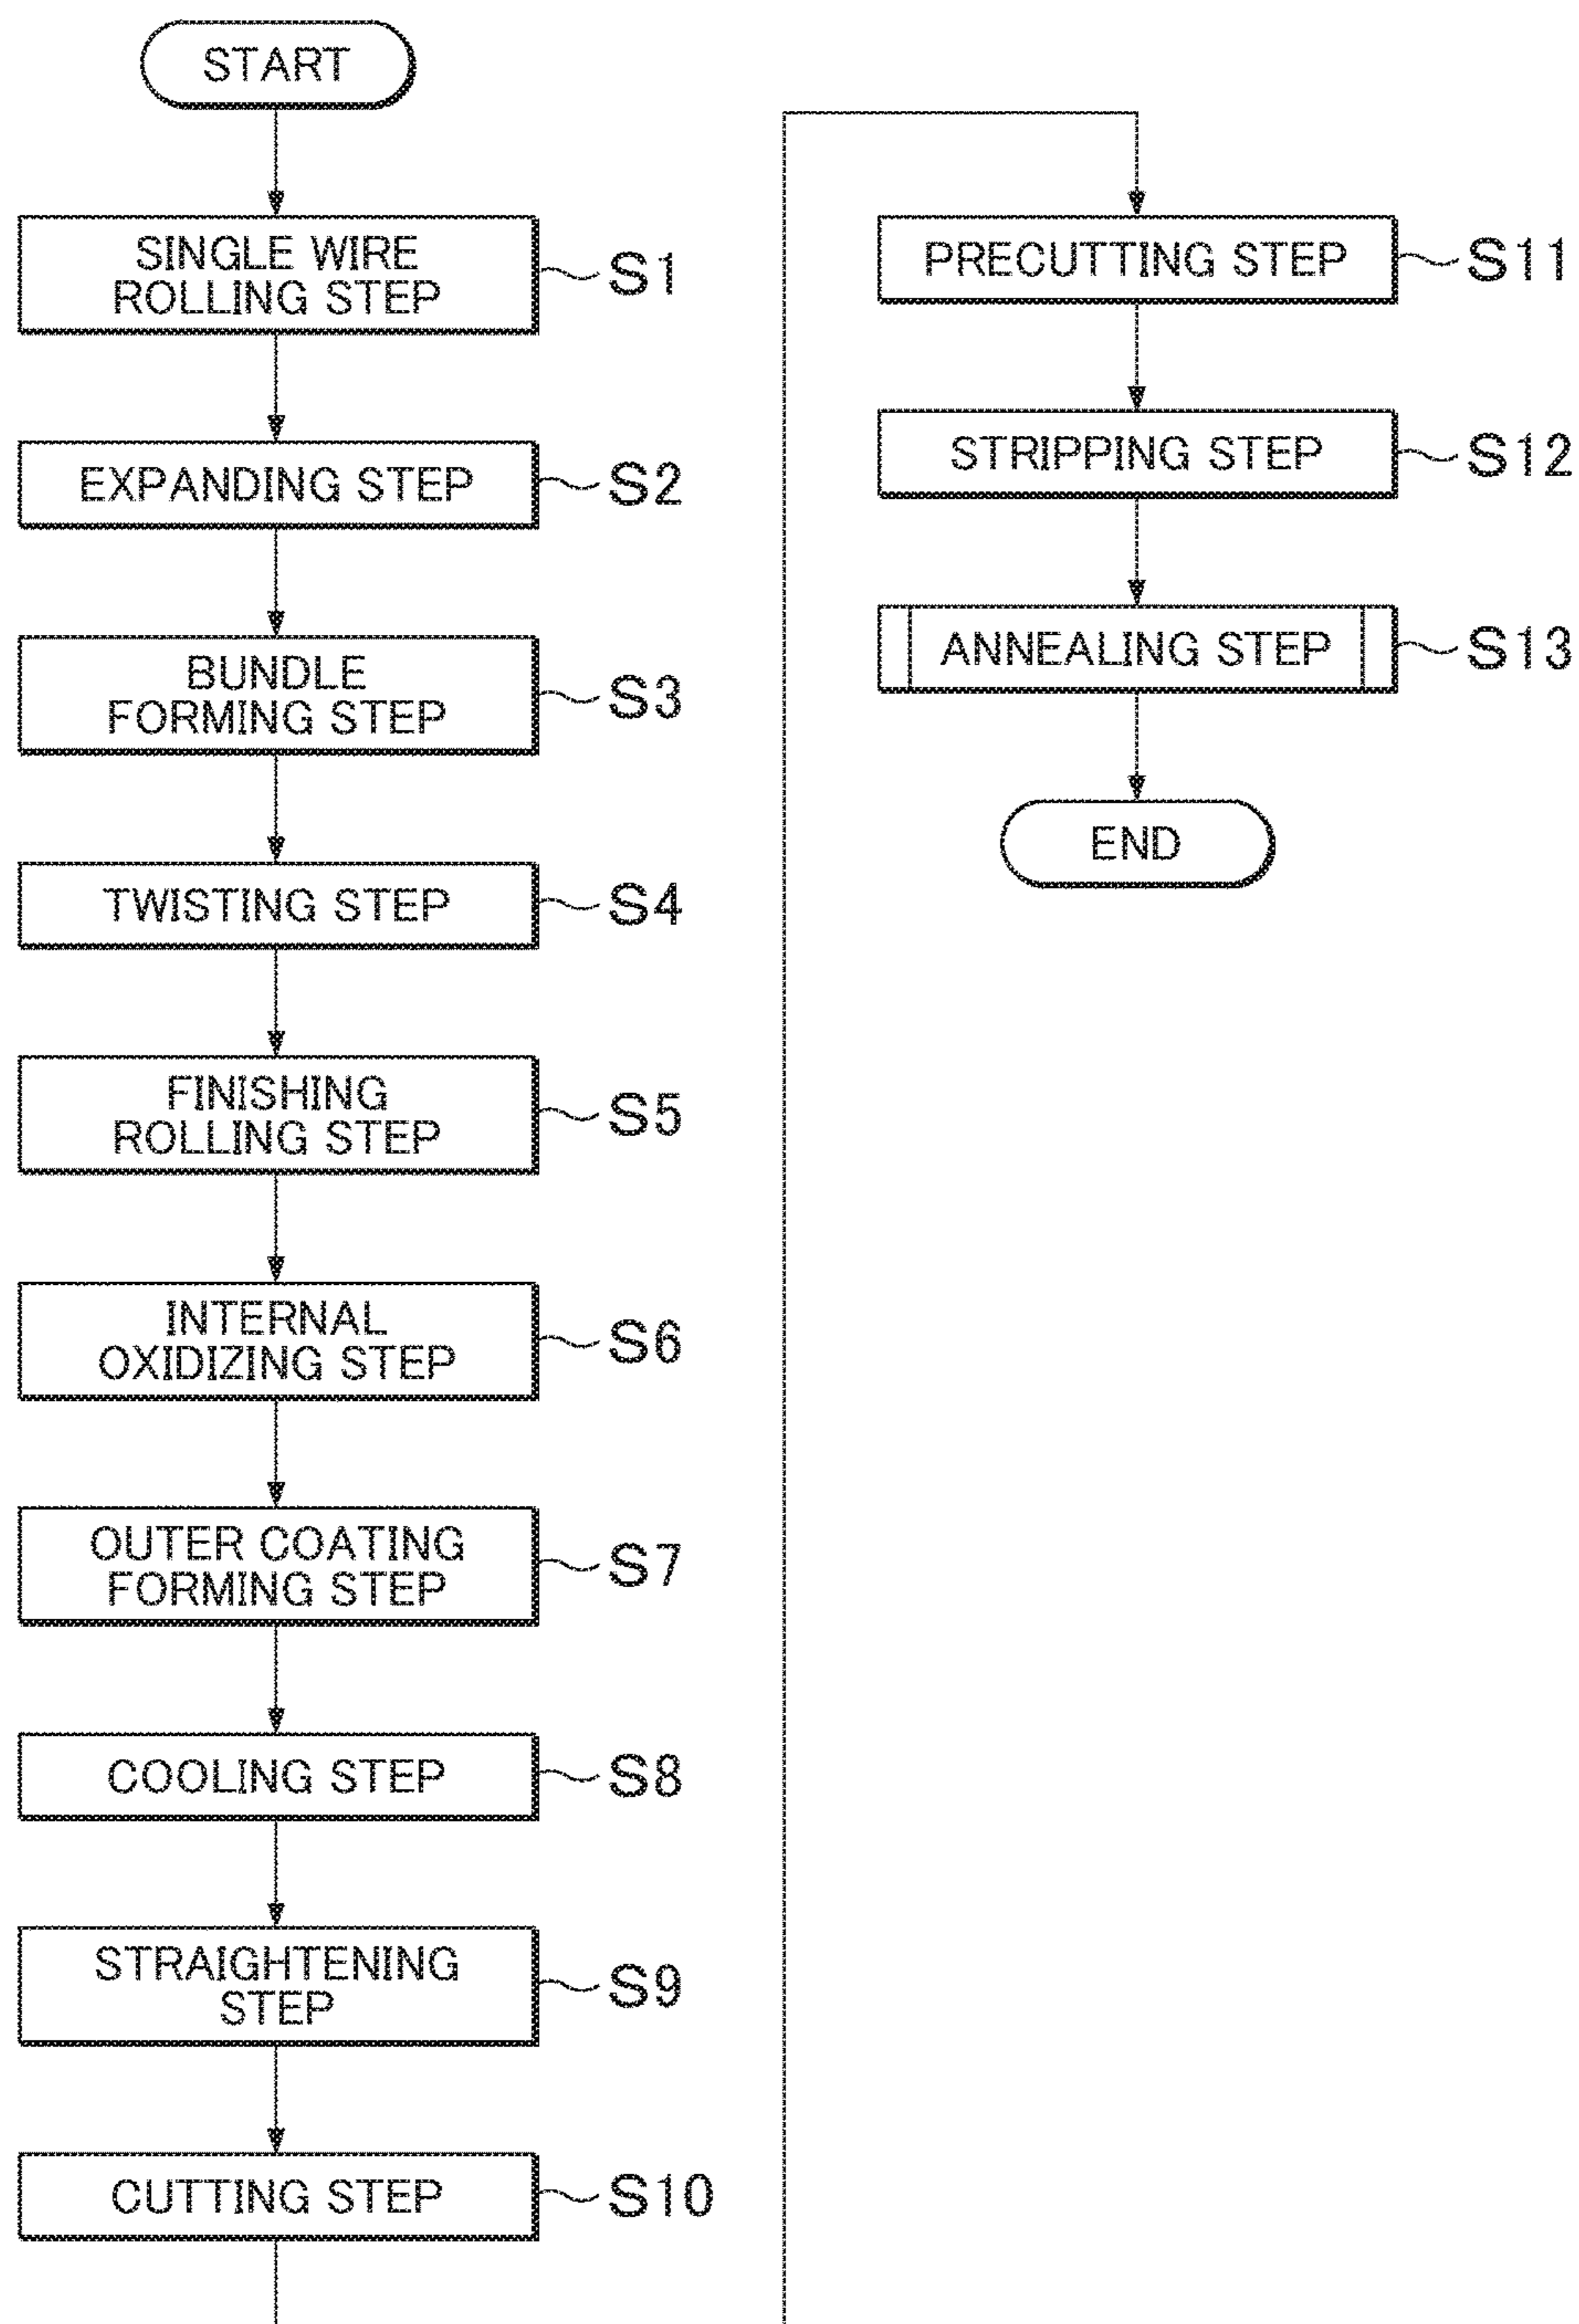 START
SINGLE WIRE
ROLLING STEP
S1
EXPANDING STEP
S2
BUNDLE
FORMING STEP
S3
TWISTING STEP
S4
FINISHING
ROLLING STEP
S5
INTERNAL
OXIDIZING STEP
S6
OUTER COATING
FORMING STEP
S7
COOLING STEP
S8
STRAIGHTENING
STEP
S9
CUTTING STEP
S10
PRECUTTING STEP
S11
STRIPPING STEP
S12
ANNEALING STEP
S13
END